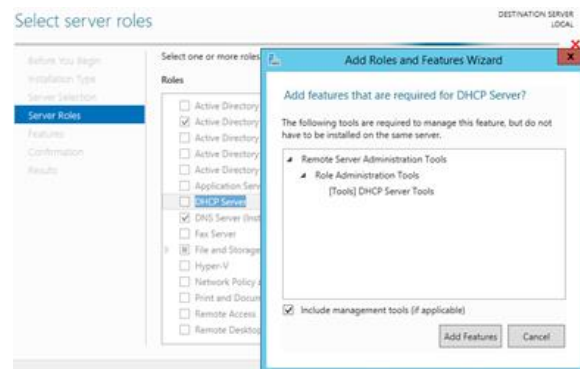 Select server roles
DESTINATION SERVER
LOCAL
Before You Begin
Installation Type
Server Selection
Server Roles
Features
Confirmation
Results
Select one or more roles
Roles
Active Directory
Active Directory
Active Directory
Active Directory
Active Directory
Application Serv
DHCP Server
DNS Server (Inst
Fax Server
File and Storage
Hyper-V
Network Policy a
Print and Docum
Remote Access
Remote Desktop
Add Roles and Features Wizard
Add features that are required for DHCP Server?
The following tools are required to manage this feature, but do not
have to be installed on the same server.
Remote Server Administration Tools
Role Administration Tools
[Tools] DHCP Server Tools
Include management tools (if applicable)
Add Features
Cancel